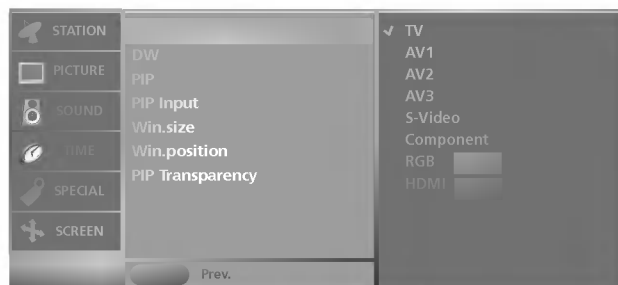 STATION
PICTURE
SOUND
TIME
SPECIAL
SCREEN
DW
PIP
PIP Input
Win.size
Win.position
PIP Transparency
Prev.
TV
AV1
AV2
AV3
S-Video
Component
RGB
HDMI